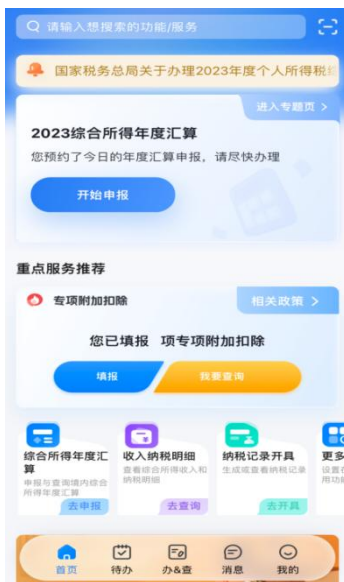 请输入想搜索的功能/服务
国家税务总局关于办理2023年度个人所得税
进入专题页 >
2023综合所得年度汇算
您预约了今日的年度汇算申报，请尽快办理
开始申报
重点服务推荐
专项附加扣除
相关政策 >
您已填报 项专项附加扣除
填报
我要查询
综合所得年度汇算
申报与查询境内综合所得年度汇算
去申报
收入纳税明细
查看综合所得收入和纳税明细
去查询
纳税记录开具
生成或查看纳税记录
去开具
更多
设置
用功
首页
待办
办&查
消息
我的